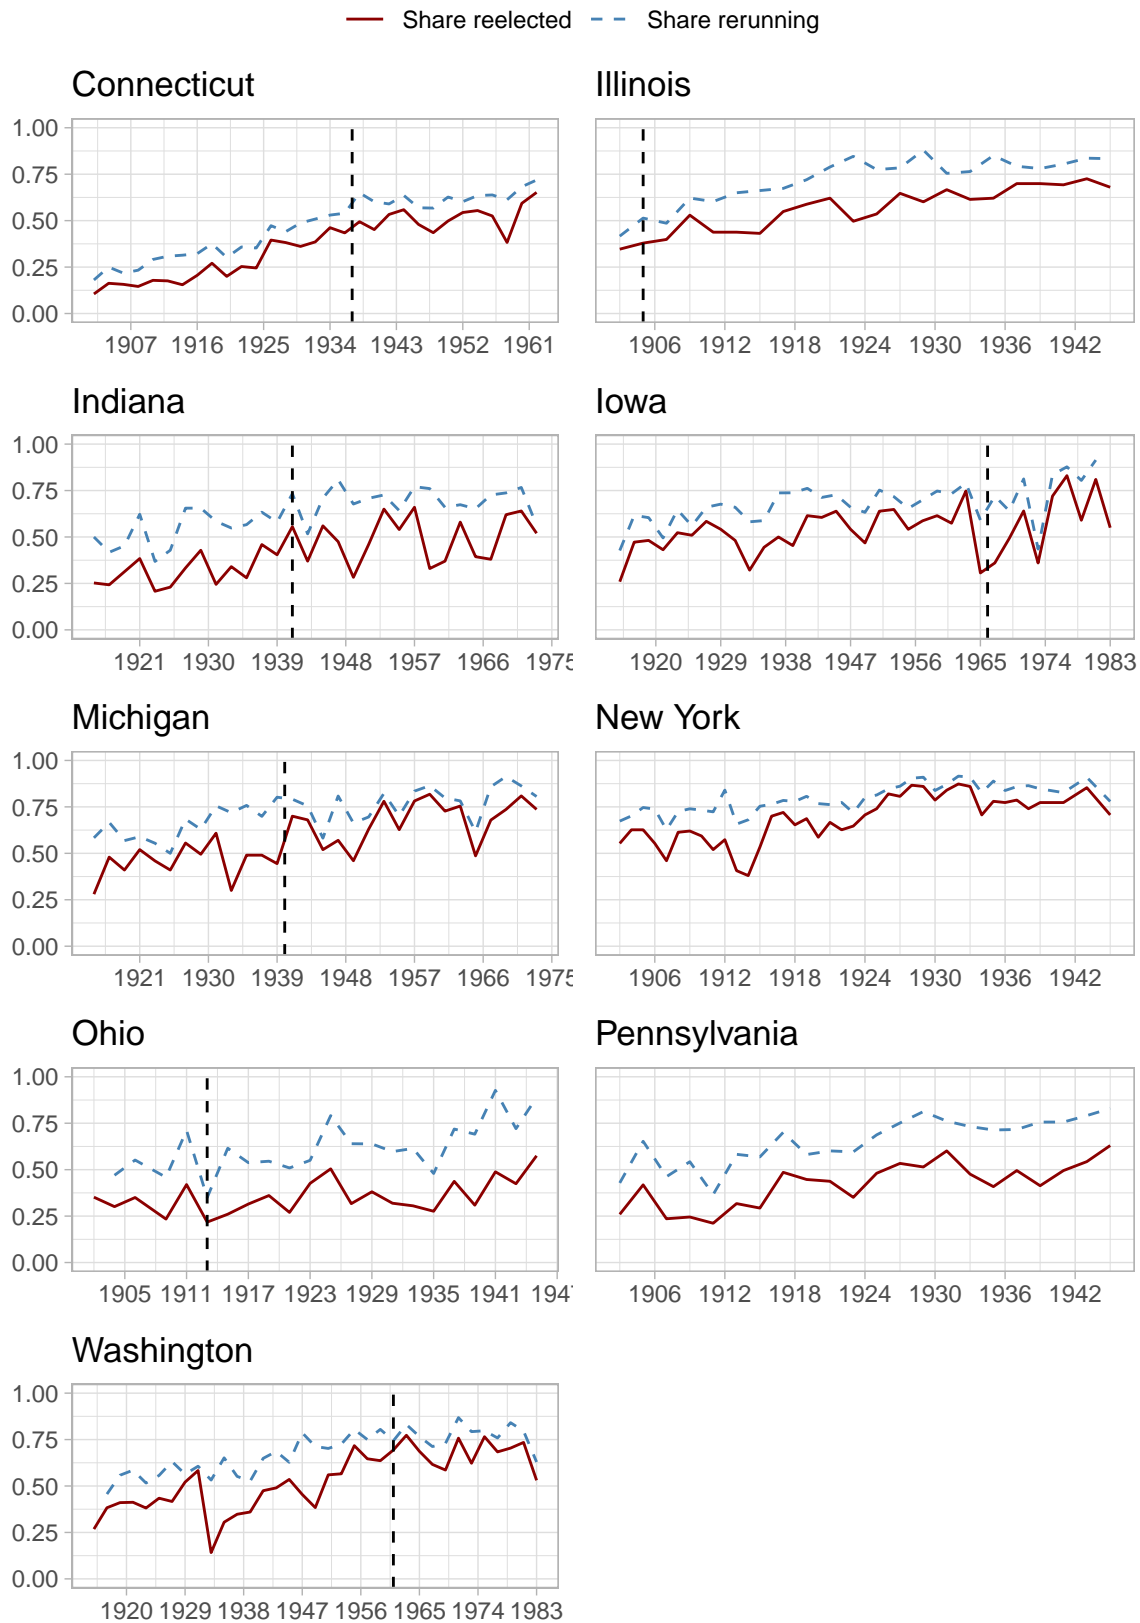 Share reelected Share rerunning
Connecticut Illinois
1.00
0.75
0.50
0.25
0.00
1907 1916 1925 1934 1943 1952 1961 1906 1912 1918 1924 1930 1936 1942
Indiana Iowa
1.00
0.75
0.50
0.25
0.00
1921 1930 1939 1948 1957 1966 1975 1920 1929 1938 1947 1956 1965 1974 1983
Michigan New York
1.00
0.75
0.50
0.25
0.00
1921 1930 1939 1948 1957 1966 1975 1906 1912 1918 1924 1930 1936 1942
Ohio Pennsylvania
1.00
0.75
0.50
0.25
0.00
1905 1911 1917 1923 1929 1935 1941 1947 1906 1912 1918 1924 1930 1936 1942
Washington
1.00
0.75
0.50
0.25
0.00
1920 1929 1938 1947 1956 1965 1974 1983